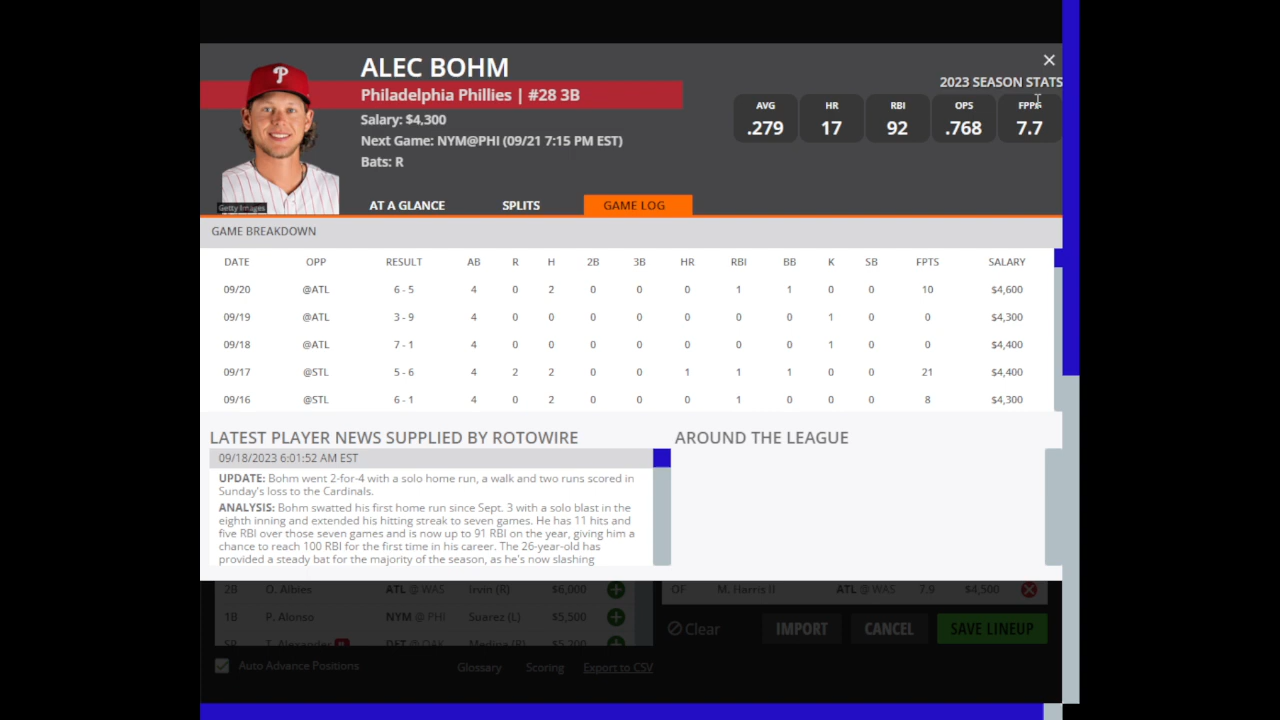 ALEC BOHM
Philadelphia Phillies | #28 3B
Salary: $4,300
Next Game: NYM@PHI (09/21 7:15 PM EST)
Bats: R
Getty Images
P
2023 SEASON STATS
AVG HR RBI OPS FPPG
.279 17 92 .768 7.7
AT A GLANCE SPLITS GAME LOG
GAME BREAKDOWN
DATE OPP RESULT AB R H 2B 3B HR RBI BB K SB FPTS SALARY
09/20 @ATL 6 - 5 4 0 2 0 0 0 1 1 0 0 10 $4,600
09/19 @ATL 3 - 9 4 0 0 0 0 0 0 0 1 0 0 $4,300
09/18 @ATL 7 - 1 4 0 0 0 0 0 0 0 1 0 0 $4,400
09/17 @STL 5 - 6 4 2 2 0 0 1 1 1 0 0 21 $4,400
09/16 @STL 6 - 1 4 0 2 0 0 0 1 0 0 0 8 $4,300
LATEST PLAYER NEWS SUPPLIED BY ROTOWIRE
09/18/2023 6:01:52 AM EST
UPDATE: Bohm went 2-for-4 with a solo home run, a walk and two runs scored in
Sunday's loss to the Cardinals.
ANALYSIS: Bohm swatted his first home run since Sept. 3 with a solo blast in the
eighth inning and extended his hitting streak to seven games. He has 11 hits and
five RBI over those seven games and is now up to 91 RBI on the year, giving him a
chance to reach 100 RBI for the first time in his career. The 26-year-old has
provided a steady bat for the majority of the season, as he's now slashing
AROUND THE LEAGUE
2B O. Albies ATL @ WAS Irvin (R) $6,000
1B P. Alonso NYM @ PHI Suarez (L) $5,500
SP T. Alexander DET @ OAK Medina (R) $5,200
OF M. Harris II ATL @ WAS 7.9 $4,500
Clear IMPORT CANCEL SAVE LINEUP
Auto Advance Positions Glossary Scoring Export to CSV